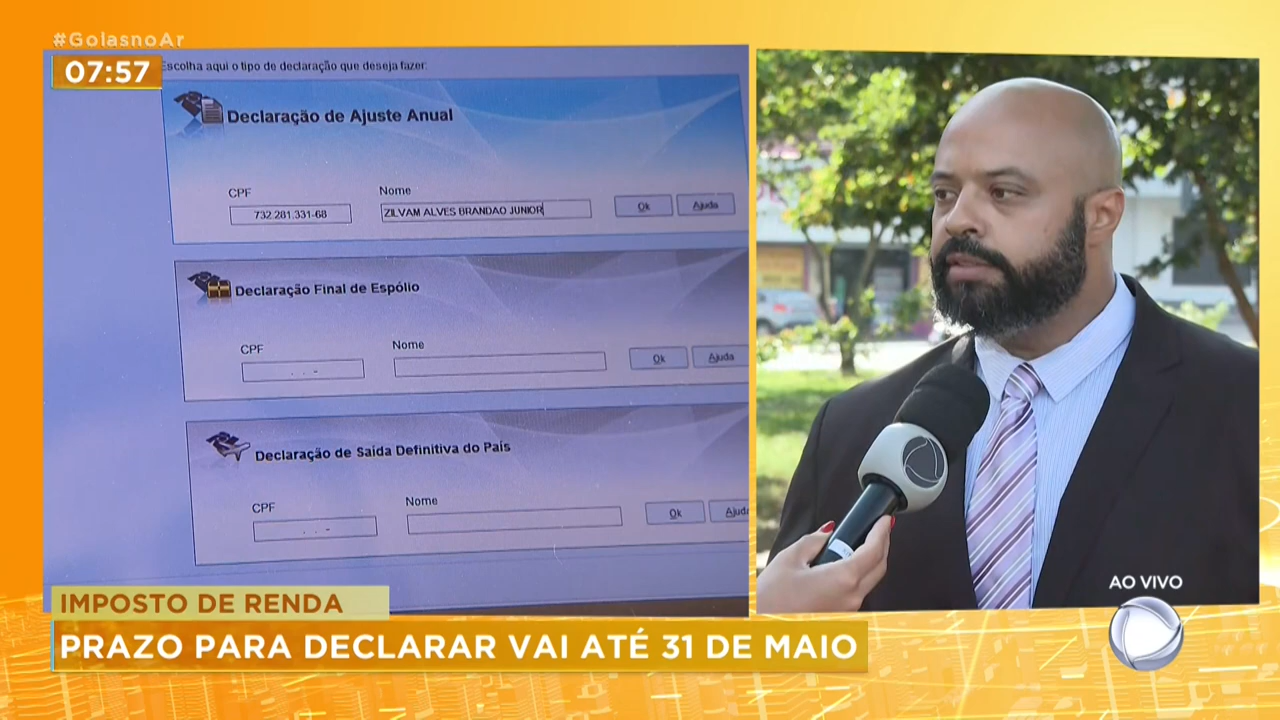 #GoiásnoAr
07:57
Escolha aqui o tipo de declaração que deseja fazer:
Declaração de Ajuste Anual
CPF
Nome
732.281.331-68
ZILVAM ALVES BRANDAO JUNIOR
Ok
Ajuda
Declaração Final de Espólio
CPF
Nome
. . -
Ok
Ajuda
Declaração de Saída Definitiva do País
CPF
Nome
. . -
Ok
Ajuda
AO VIVO
IMPOSTO DE RENDA
PRAZO PARA DECLARAR VAI ATÉ 31 DE MAIO